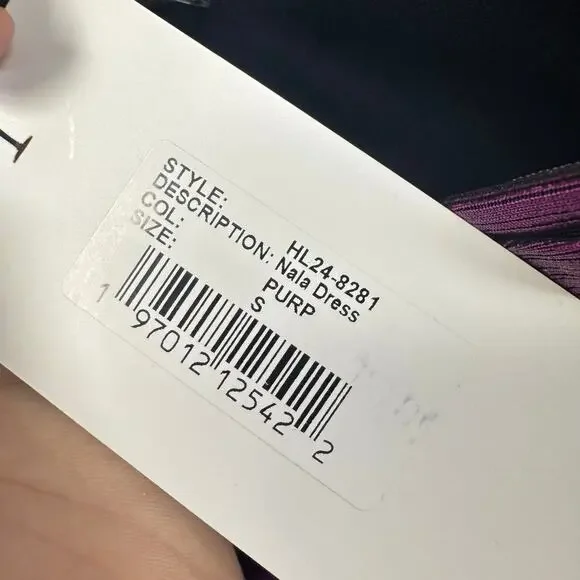 STYLE: HL24-8281
DESCRIPTION: Nala Dress
COL: PURP
SIZE: S
1 97012 12542 2